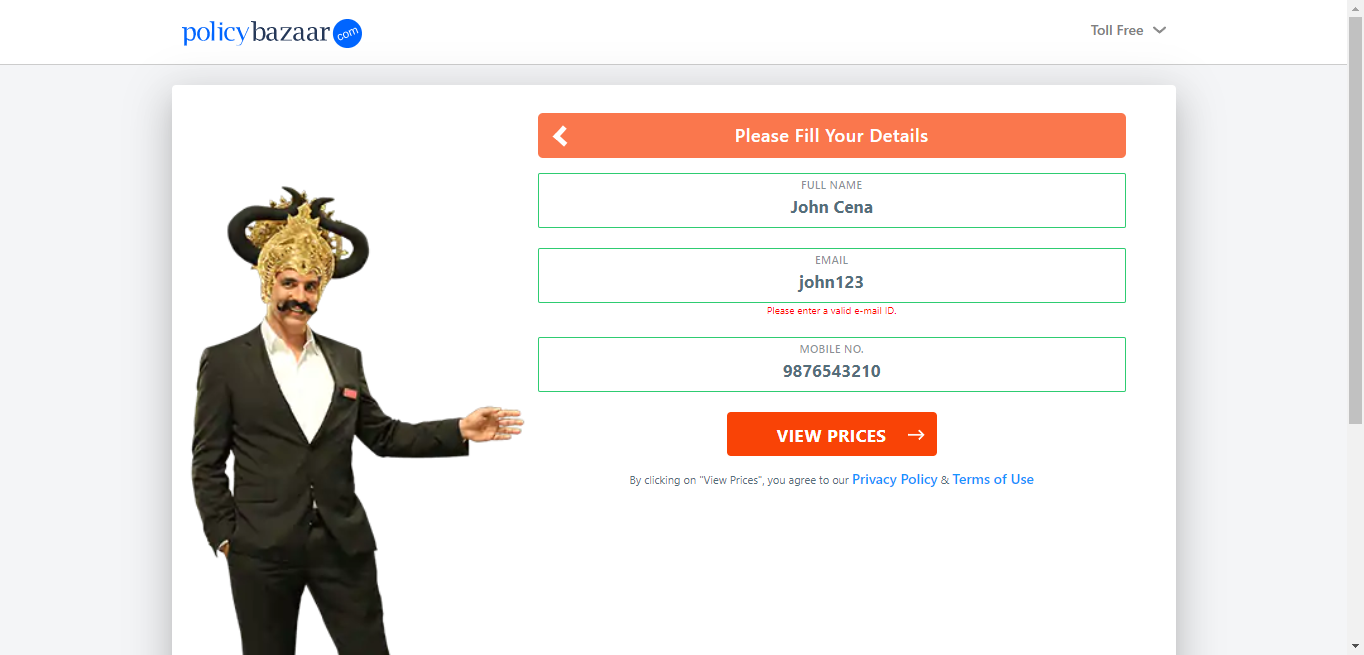 policybazaar com
Toll Free
Please Fill Your Details
FULL NAME
John Cena
EMAIL
john123
Please enter a valid e-mail ID.
MOBILE NO.
9876543210
VIEW PRICES
By clicking on "View Prices", you agree to our Privacy Policy & Terms of Use